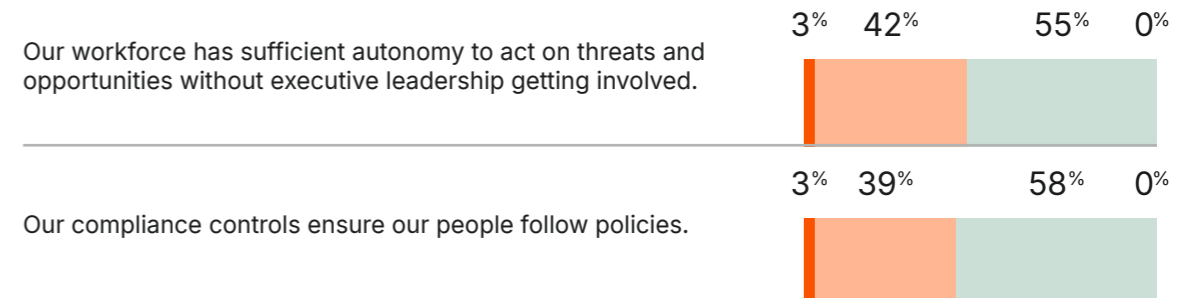 3% 42% 55% 0%
Our workforce has sufficient autonomy to act on threats and
opportunities without executive leadership getting involved.
3% 39% 58% 0%
Our compliance controls ensure our people follow policies.